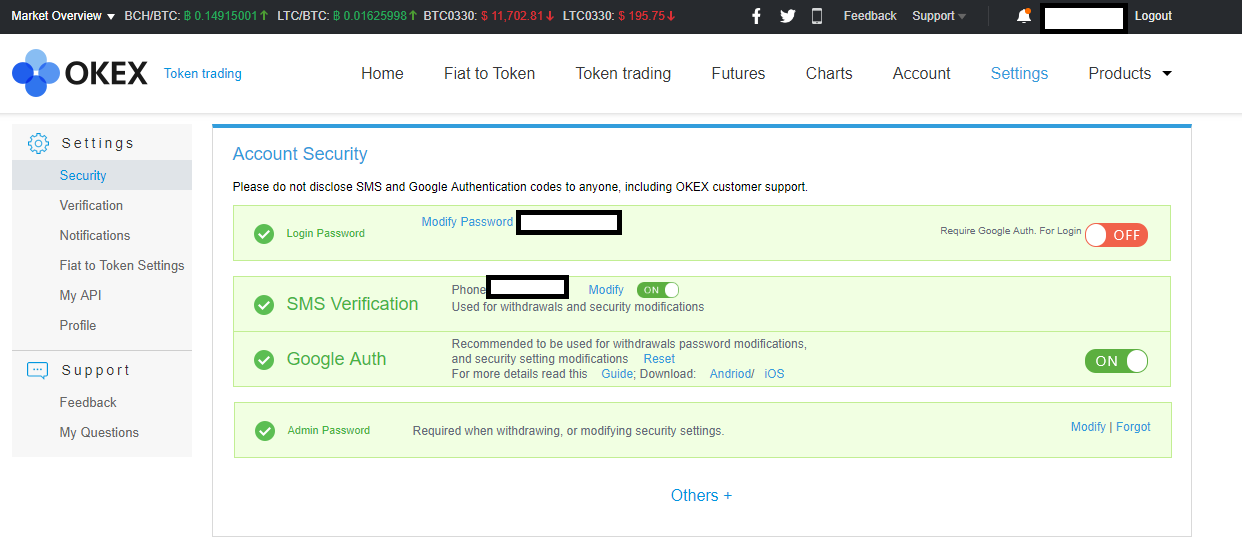 Market Overview BCH/BTC: ฿ 0.14915001 LTC/BTC: ฿ 0.01625998 BTC0330: $ 11,702.81 LTC0330: $ 195.75 Feedback Support Logout
OKEX Token trading Home Fiat to Token Token trading Futures Charts Account Settings Products
Settings
Security
Verification
Notifications
Fiat to Token Settings
My API
Profile
Support
Feedback
My Questions
Account Security
Please do not disclose SMS and Google Authentication codes to anyone, including OKEX customer support.
Login Password Modify Password Require Google Auth. For Login OFF
SMS Verification Phone Modify ON
Used for withdrawals and security modifications
Google Auth Recommended to be used for withdrawals password modifications,
and security setting modifications Reset ON
For more details read this Guide; Download: Andriod/ iOS
Admin Password Required when withdrawing, or modifying security settings. Modify | Forgot
Others +